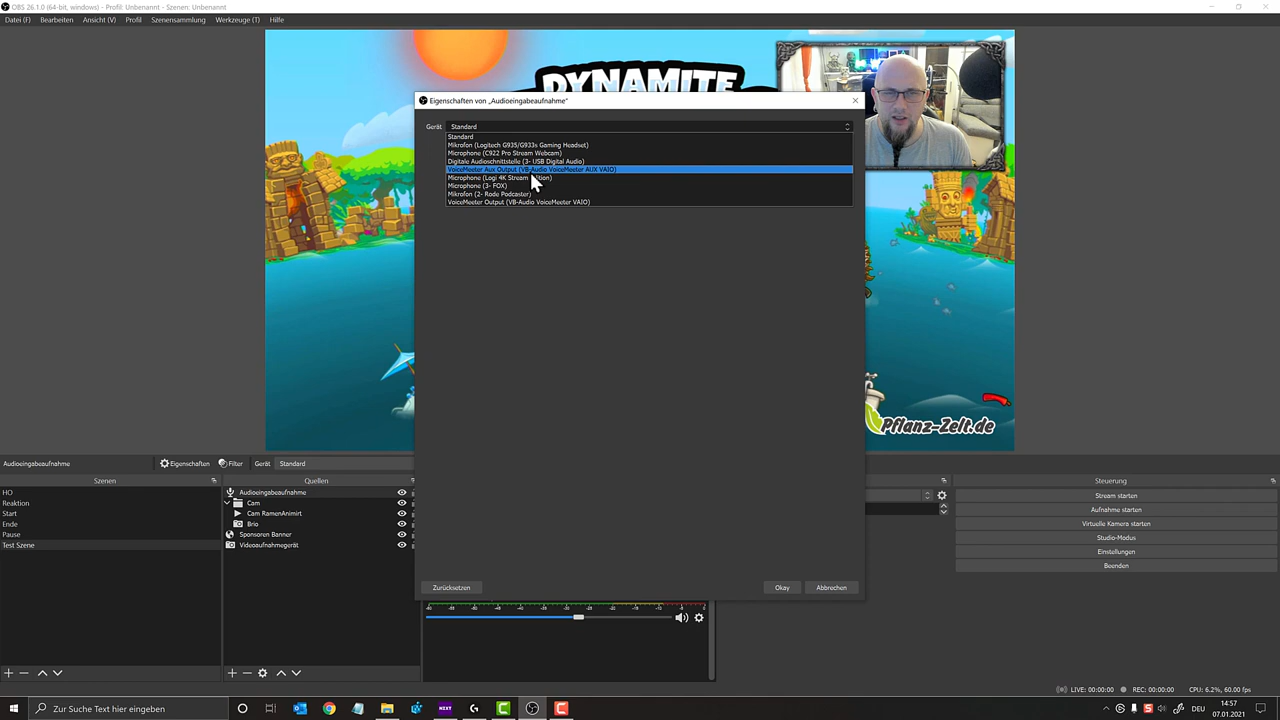 OBS 26.1.0 (64-bit, windows) - Profil: Unbenannt - Szenen: Unbenannt
Datei (F) Bearbeiten Ansicht (V) Profil Szenensammlung Werkzeuge (T) Hilfe
DYNAMITE
Eigenschaften von „Audioeingabeaufnahme"
Gerät Standard
Standard
Mikrofon (Logitech G935/G933s Gaming Headset)
Microphone (C922 Pro Stream Webcam)
Digitale Audioschnittstelle (3- USB Digital Audio)
VoiceMeeter Aux Output (VB-Audio VoiceMeeter AUX VAIO)
Microphone (Logi 4K Stream
Microphone (3- FOX)
Mikrofon (2- Rode Podcaster)
VoiceMeeter Output (VB-Audio VoiceMeeter VAIO)
Pflanz-Zelt.de
Zurücksetzen Okay Abbrechen
Audioeingabeaufnahme Eigenschaften Filter Gerät Standard
Szenen Quellen Steuerung
HO
Reaktion
Start
Ende
Pause
Test Szene
Audioeingabeaufnahme
Cam
Cam RamenAnimirt
Brio
Sponsoren Banner
Videoaufnahmegerät
Stream starten
Aufnahme starten
Virtuelle Kamera starten
Studio-Modus
Einstellungen
Beenden
LIVE: 00:00:00 REC: 00:00:00 CPU: 6.2%, 60.00 fps
Zur Suche Text hier eingeben
NZXT
DEU
14:57
07.01.2021